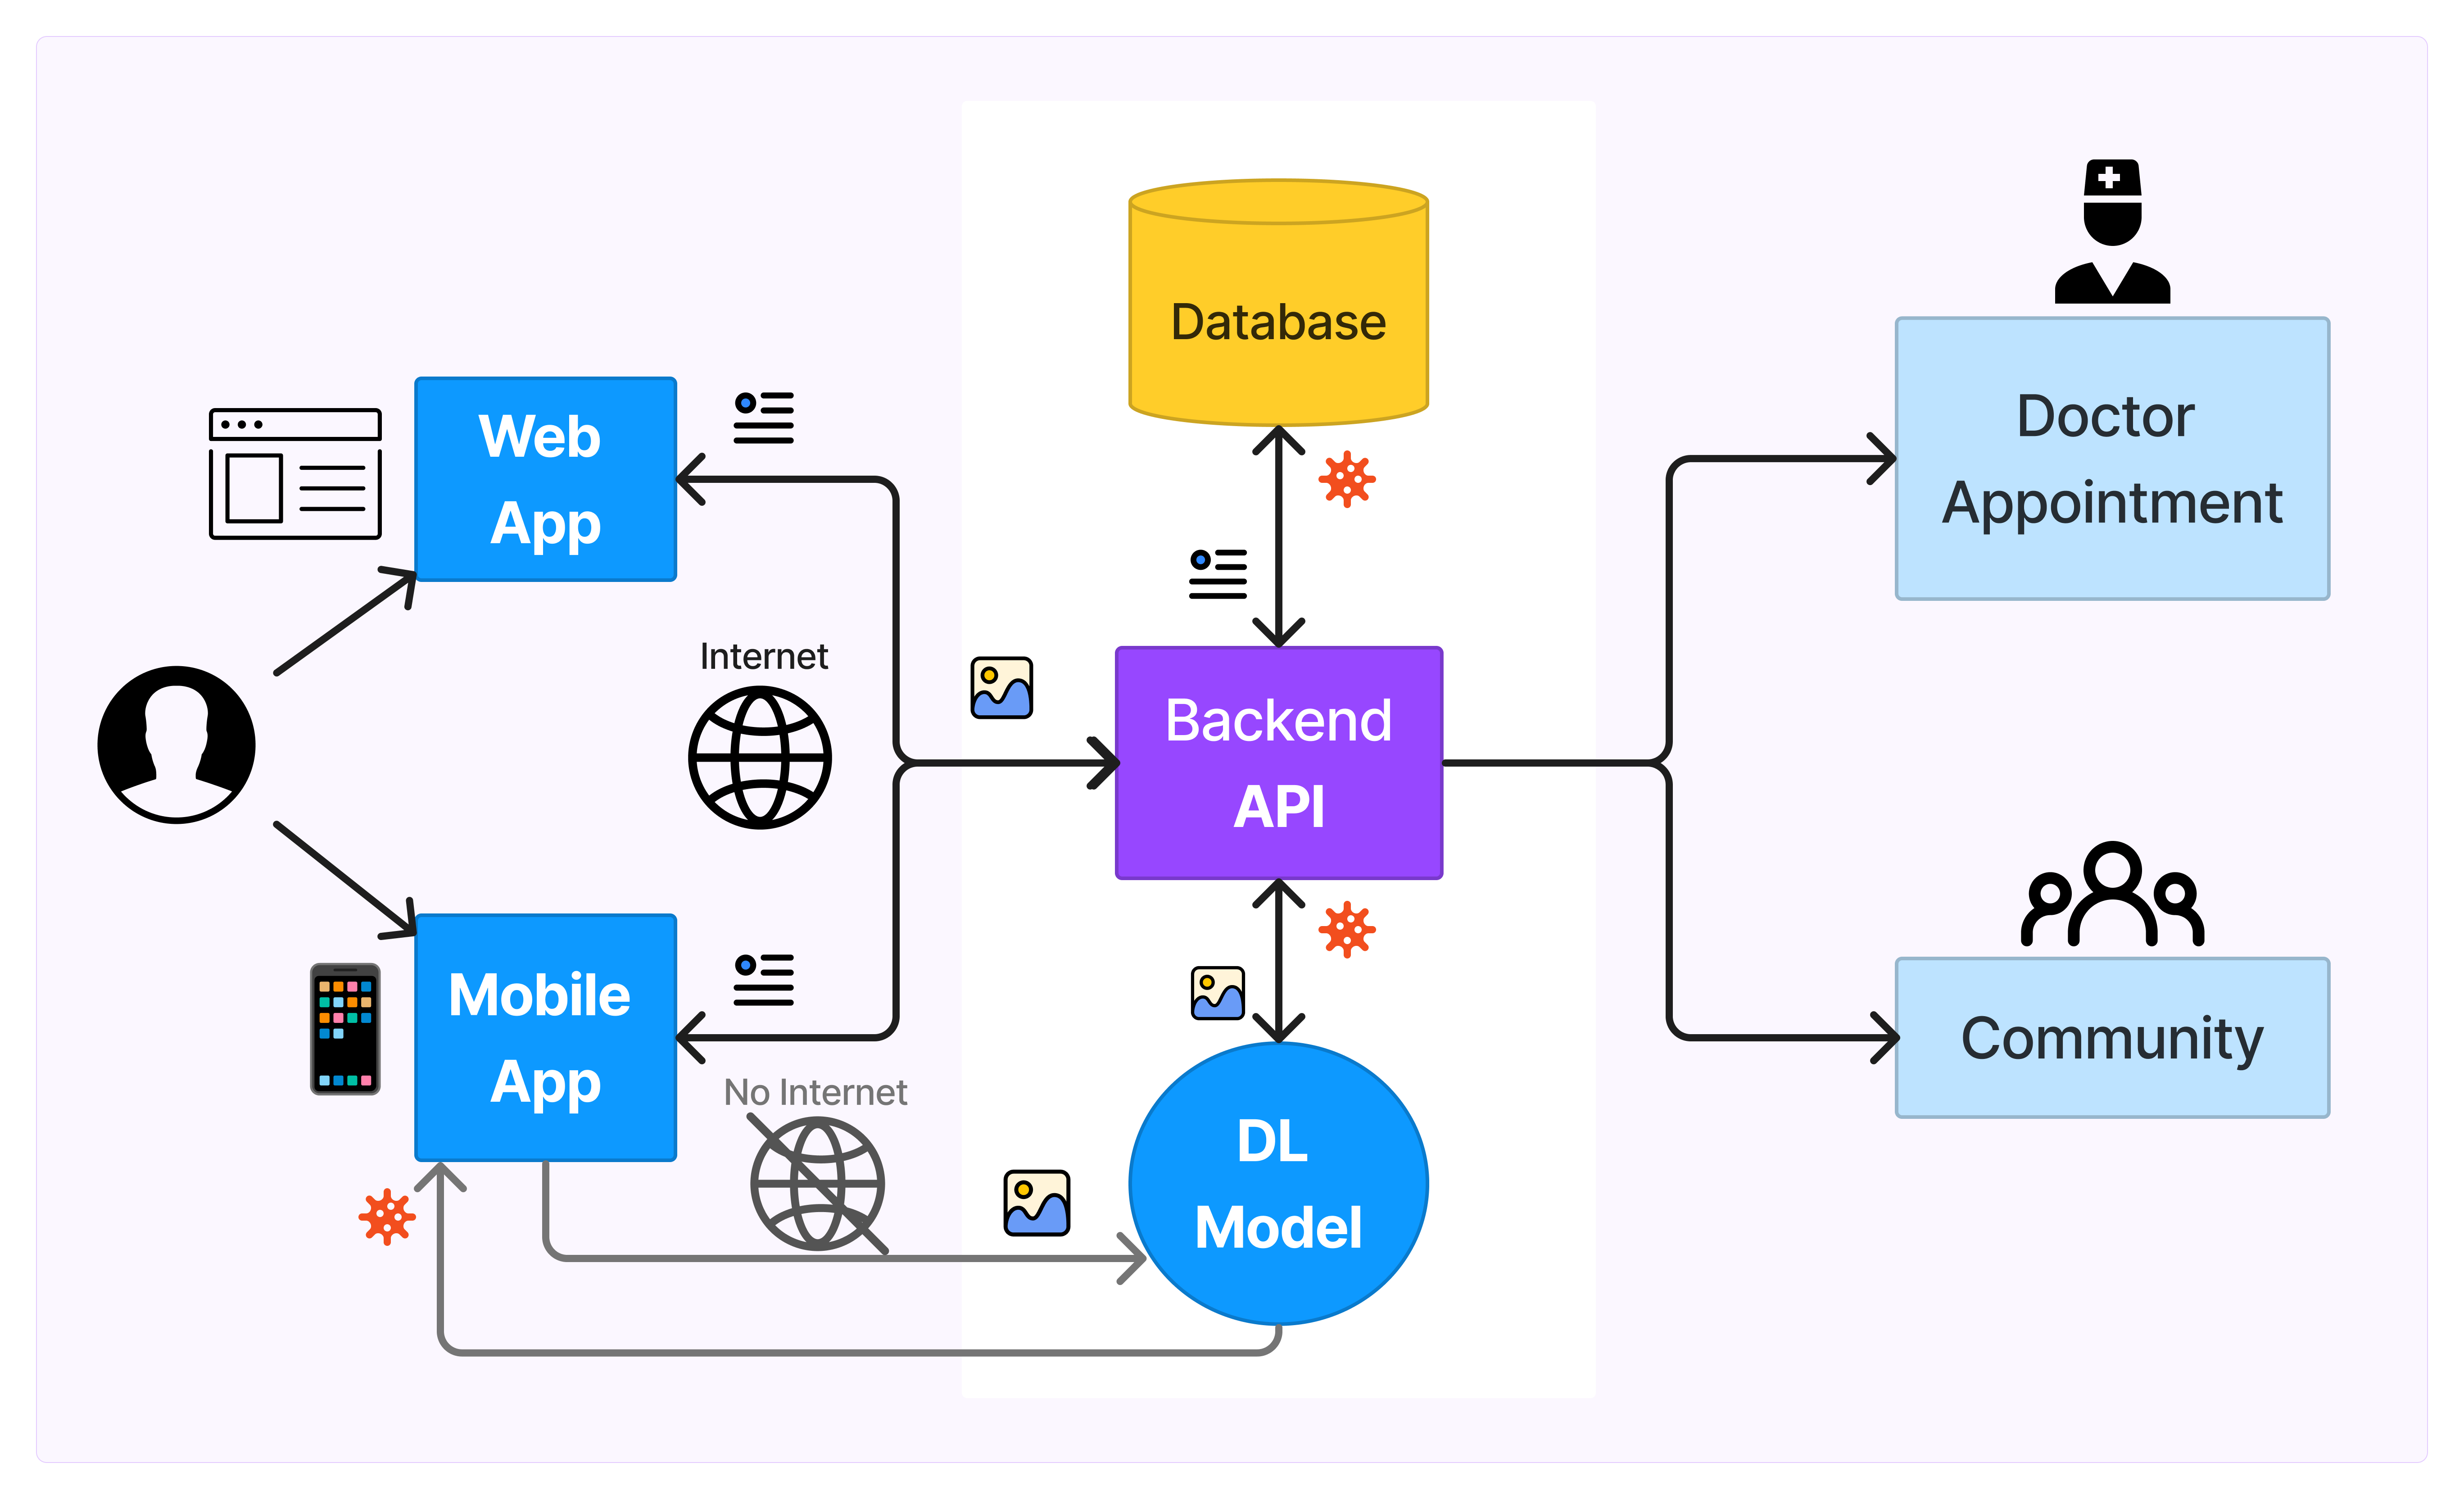 Database
Web
App
Doctor
Appointment
Internet
Backend
API
Mobile
App
No Internet
Community
DL
Model